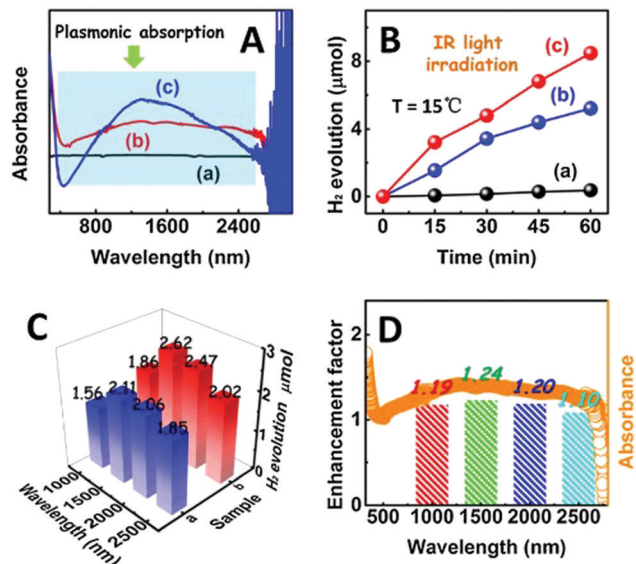 A
Plasmonic absorption
(c)
(b)
(a)
Absorbance
800 1600 2400
Wavelength (nm)
B
IR light
irradiation
T = 15℃
(c)
(b)
(a)
H₂ evolution (μmol)
8
4
0
0 15 30 45 60
Time (min)
C
1.56
2.11
2.06
1.85
1.86
2.62
2.47
2.02
3
2
1
0
H₂ evolution μmol
1000
1500
2000
2500
Wavelength (nm)
a
b
Sample
D
2
1
0
Enhancement factor
Absorbance
1.19 1.24 1.20 1.10
500 1000 1500 2000 2500
Wavelength (nm)